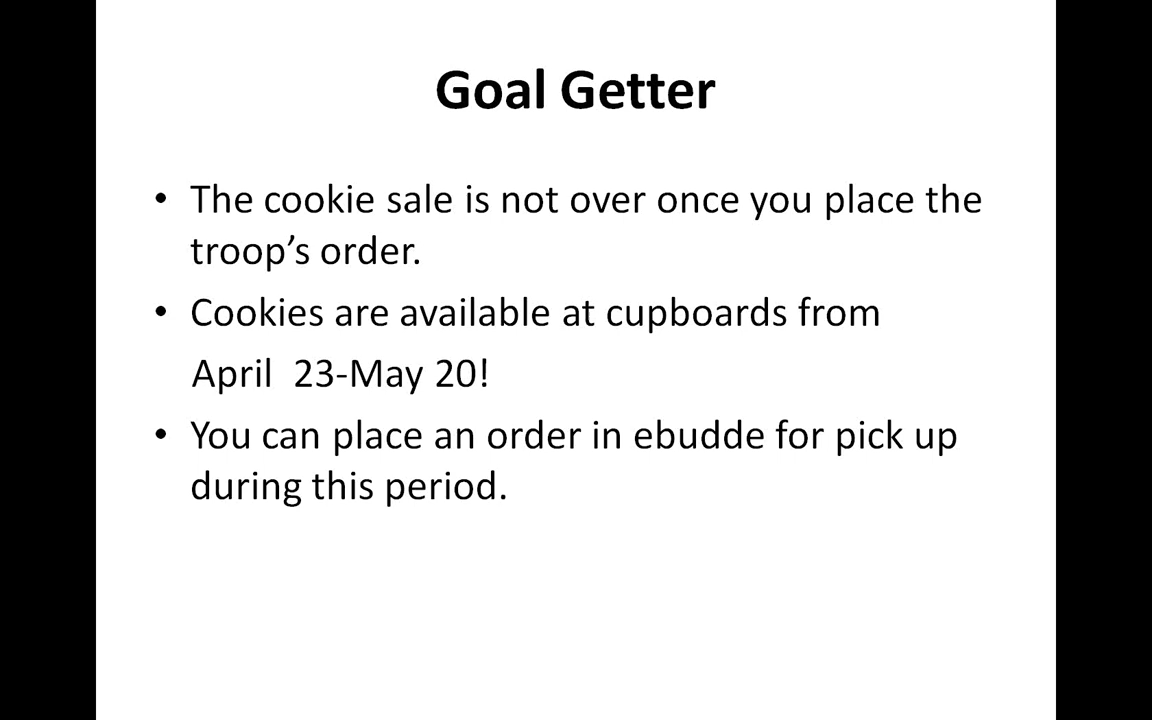 Goal Getter
• The cookie sale is not over once you place the
troop’s order.
• Cookies are available at cupboards from
April  23-May 20!
• You can place an order in ebudde for pick up
during this period.